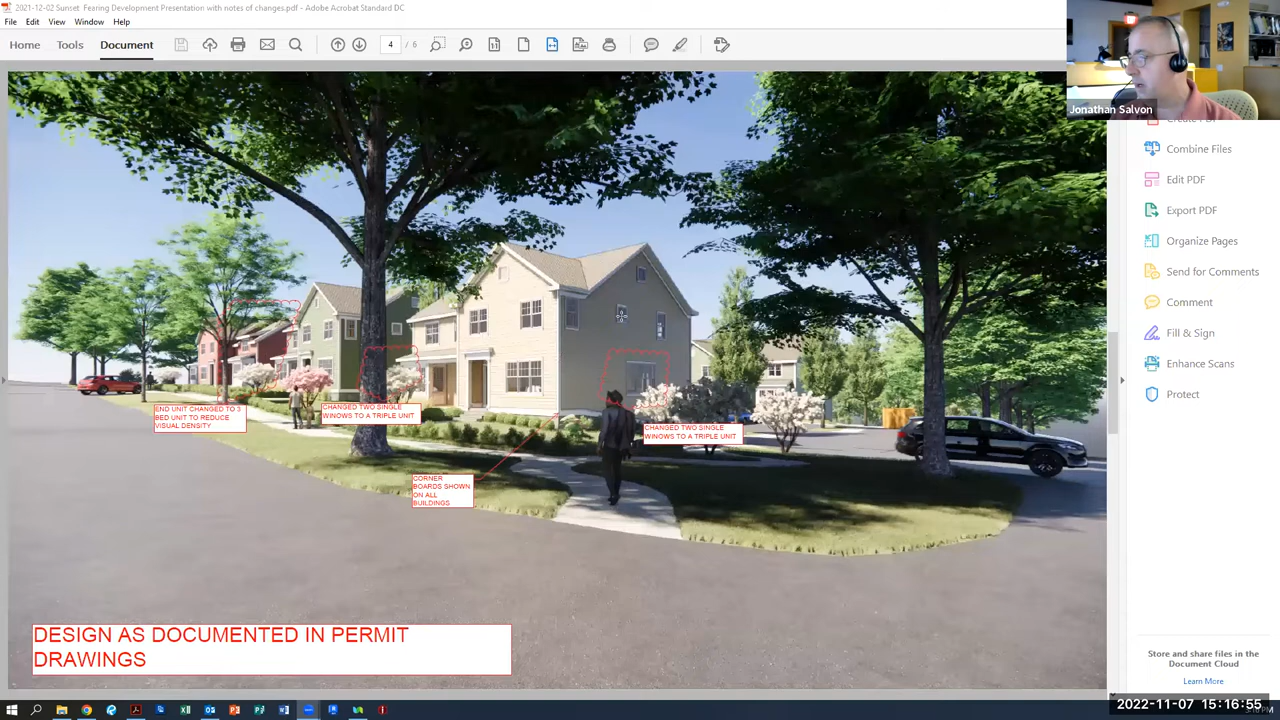 2021-12-02 Sunset Feering Development Presentation with notes of changes.pdf - Adobe Acrobat Standard DC
File Edit View Window Help
Home Tools Document
4 / 6
Jonathan Salvon
Create PDF
Combine Files
Edit PDF
Export PDF
Organize Pages
Send for Comments
Comment
Fill & Sign
Enhance Scans
Protect
END UNIT CHANGED TO 3
BED UNIT TO REDUCE
VISUAL DENSITY
CHANGED TWO SINGLE
WINOWS TO A TRIPLE UNIT
CHANGED TWO SINGLE
WINOWS TO A TRIPLE UNIT
CORNER
BOARDS SHOWN
ON ALL
BUILDINGS
DESIGN AS DOCUMENTED IN PERMIT
DRAWINGS
Store and share files in the
Document Cloud
Learn More
2022-11-07 15:16:55